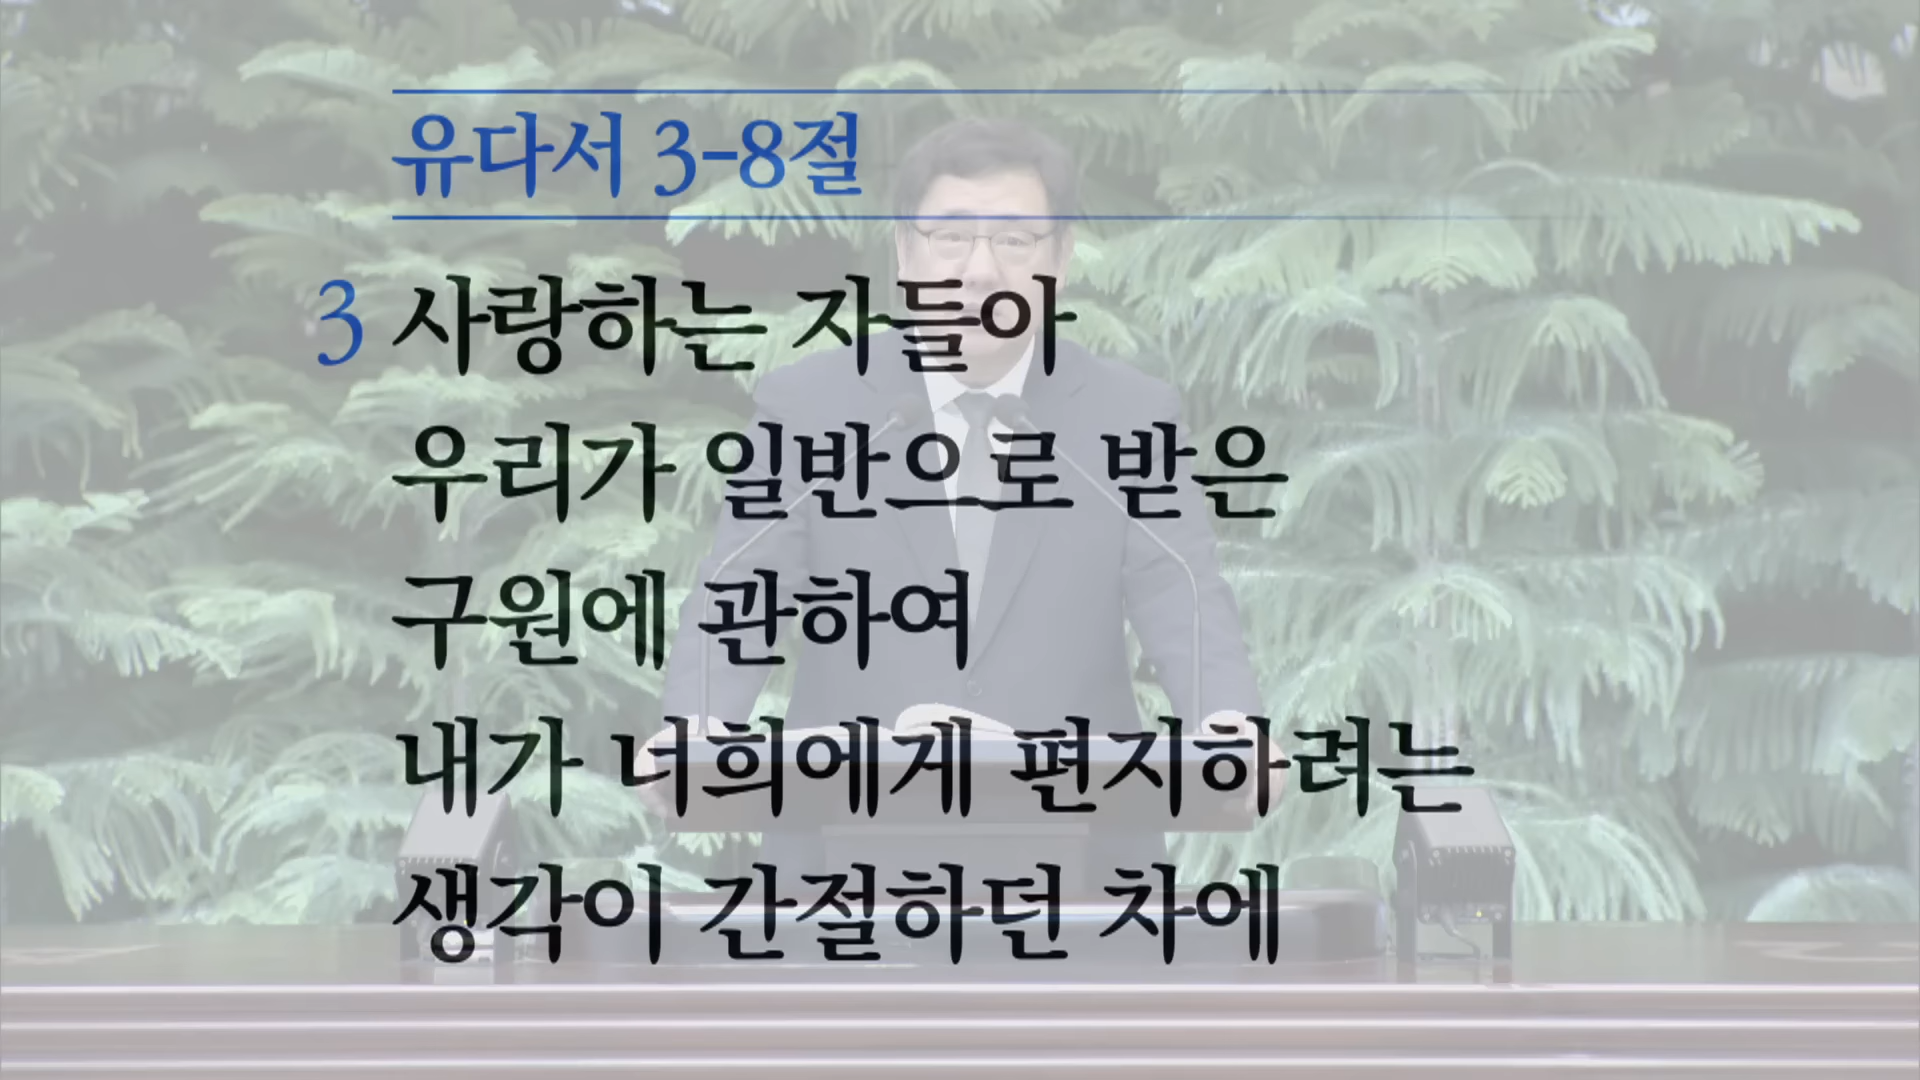 유다서 3-8절
3 사랑하는 자들아
우리가 일반으로 받은
구원에 관하여
내가 너희에게 편지하려는
생각이 간절하던 차에